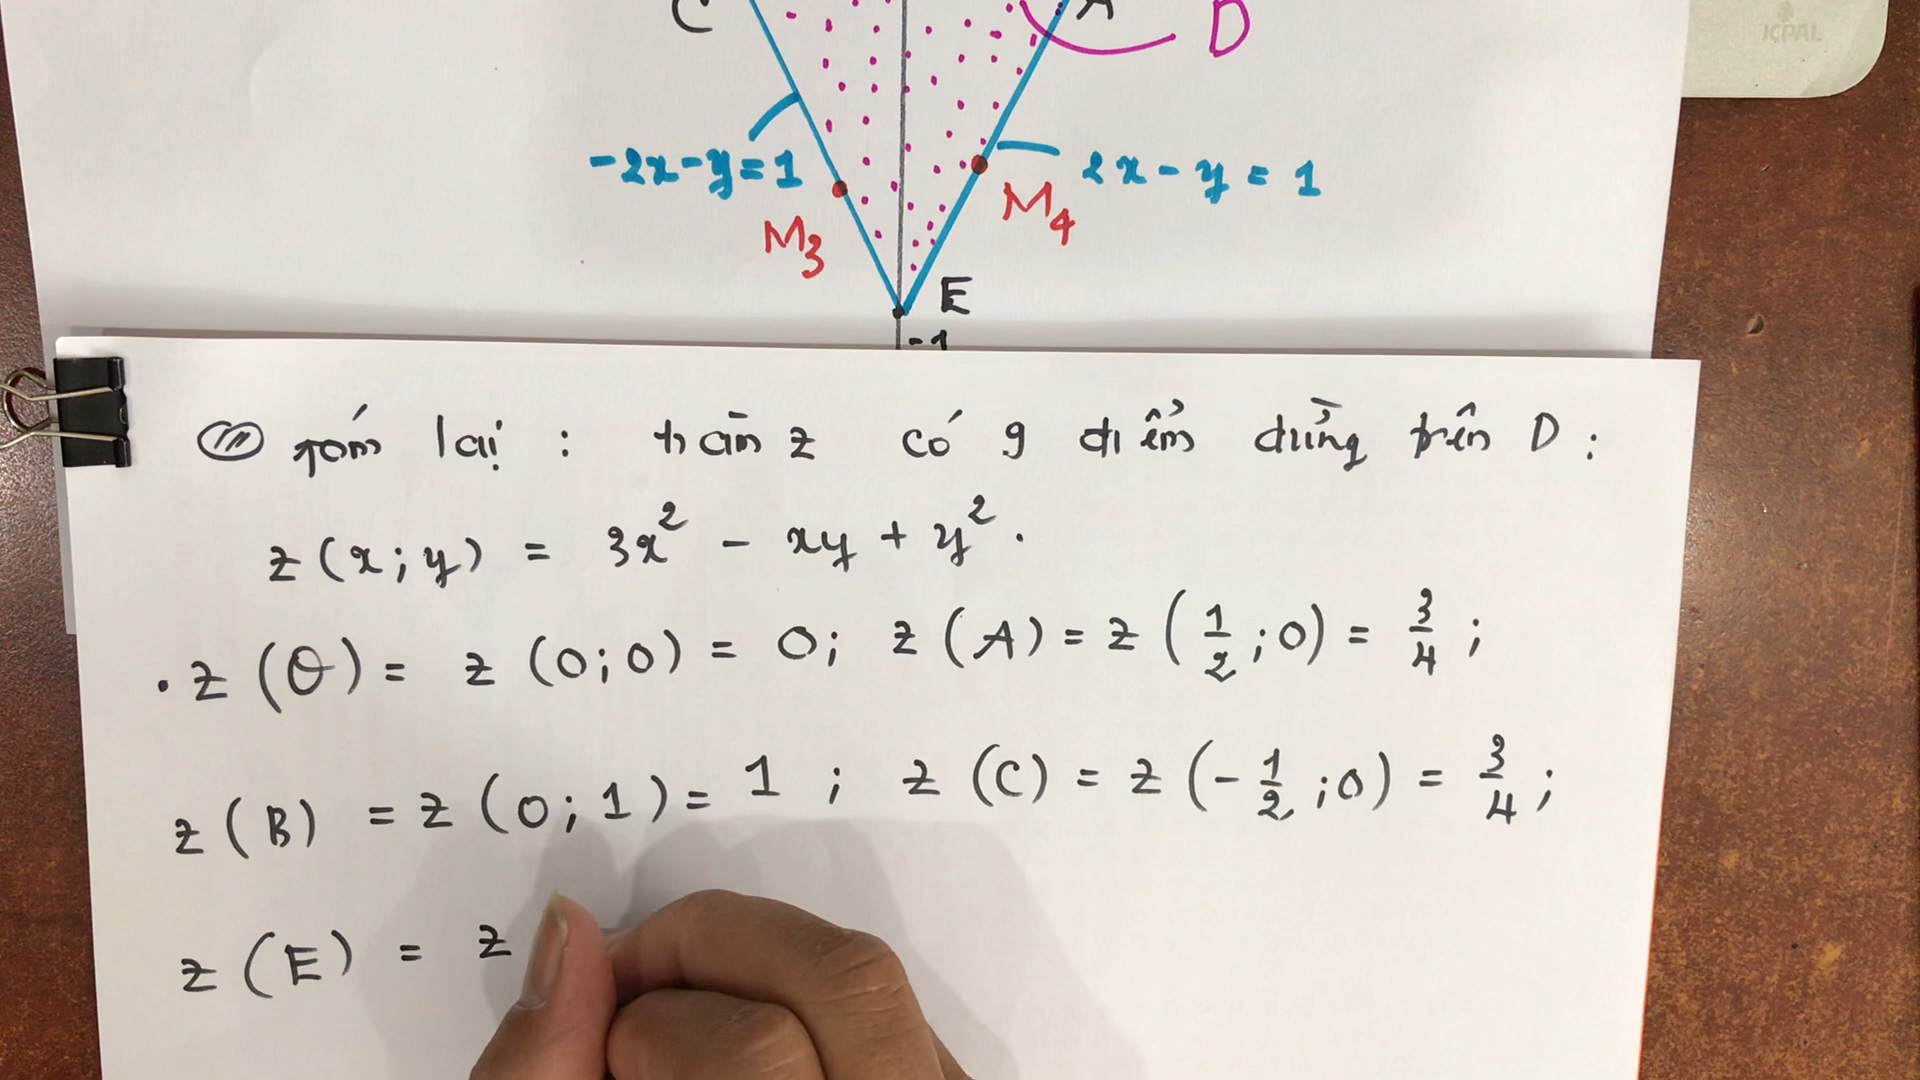 JCPAL
C A D
-2x-y=1 2x-y=1
M₃ M₄
E
-1
Tóm lại : hàm z có 9 điểm dừng trên D :
z(x;y) = 3x² - xy + y² .
. z(O) = z(0;0) = 0; z(A) = z(1/2;0) = 3/4 ;
z(B) = z(0;1) = 1 ; z(C) = z(-1/2;0) = 3/4 ;
z(E) = z